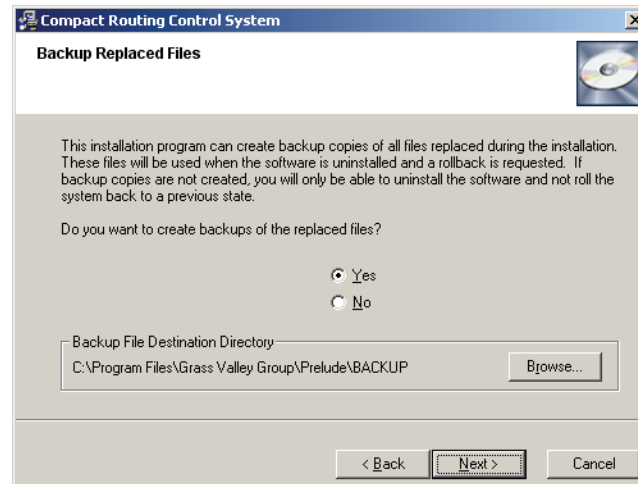 Compact Routing Control System
Backup Replaced Files
This installation program can create backup copies of all files replaced during the installation.
These files will be used when the software is uninstalled and a rollback is requested. If
backup copies are not created, you will only be able to uninstall the software and not roll the
system back to a previous state.
Do you want to create backups of the replaced files?
Yes
No
Backup File Destination Directory
C:\Program Files\Grass Valley Group\Prelude\BACKUP
Browse...
< Back
Next >
Cancel